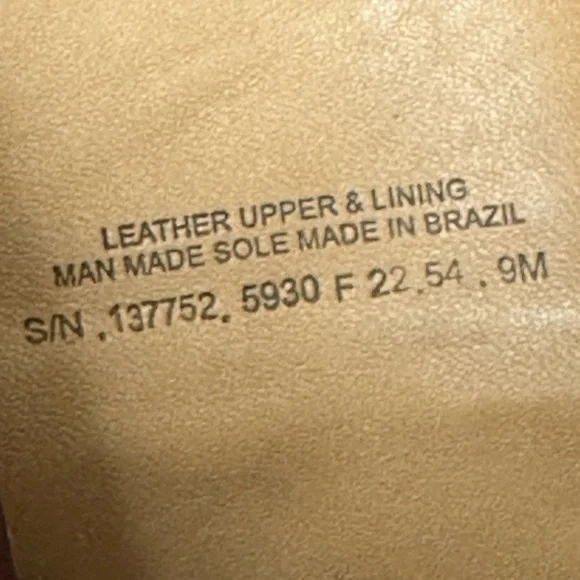 LEATHER UPPER & LINING
MAN MADE SOLE MADE IN BRAZIL
S/N .137752. 5930 F 22.54 . 9M